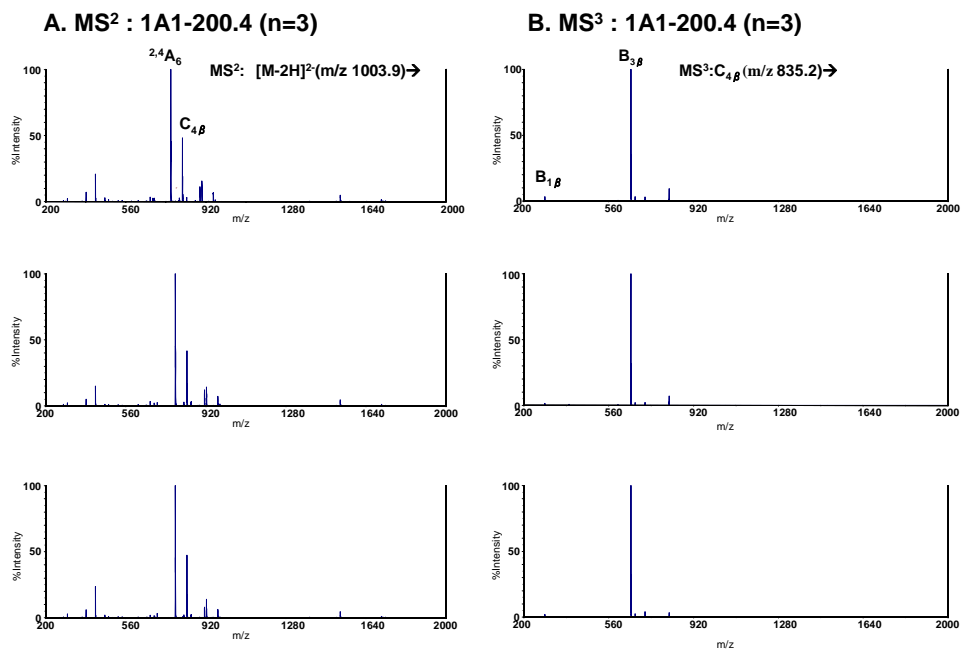 A. MS² : 1A1-200.4 (n=3)
B. MS³ : 1A1-200.4 (n=3)
²,⁴A₆
MS²: [M-2H]²⁻(m/z 1003.9)→
C₄β
100
50
0
%Intensity
200 560 920 1280 1640 2000
m/z
B₃β
MS³:C₄β(m/z 835.2)→
B₁β
100
50
0
%Intensity
200 560 920 1280 1640 2000
m/z
100
50
0
%Intensity
200 560 920 1280 1640 2000
m/z
100
50
0
%Intensity
200 560 920 1280 1640 2000
m/z
100
50
0
%Intensity
200 560 920 1280 1640 2000
m/z
100
50
0
%Intensity
200 560 920 1280 1640 2000
m/z